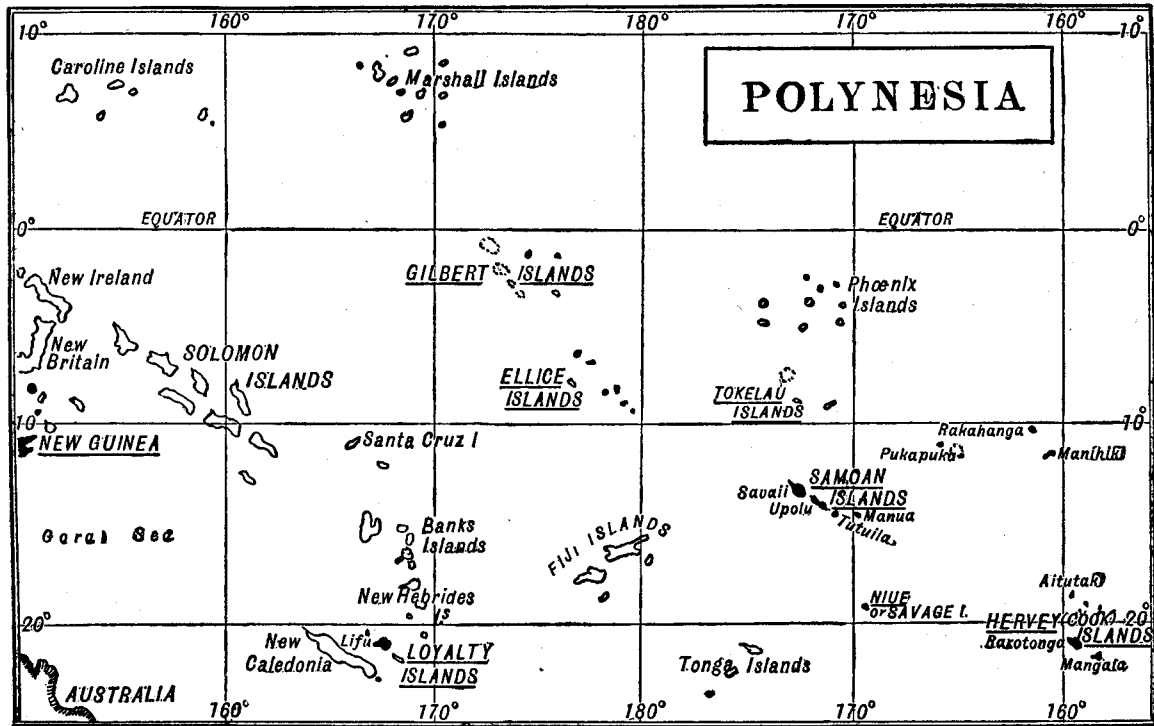 160° 170° 180° 170° 160°
10° 10°
Caroline Islands
Marshall Islands
POLYNESIA
EQUATOR EQUATOR
0° 0°
New Ireland
GILBERT ISLANDS
Phœnix
Islands
New
Britain
SOLOMON
ISLANDS
ELLICE
ISLANDS
TOKELAU
ISLANDS
10° 10°
NEW GUINEA
Santa Cruz I
Rakahanga
Pukapuka
Manihiki
SAMOAN
ISLANDS
Savaii
Upolu
Manua
Tutuila
Coral Sea
Banks
Islands
FIJI ISLANDS
Aitutaki
New Hebrides
Is
NIUE
or SAVAGE I.
20° 20°
HERVEY (COOK)
ISLANDS
Rarotonga
Mangaia
New
Caledonia
Lifu
LOYALTY
ISLANDS
Tonga Islands
AUSTRALIA
160° 170° 180° 170° 160°